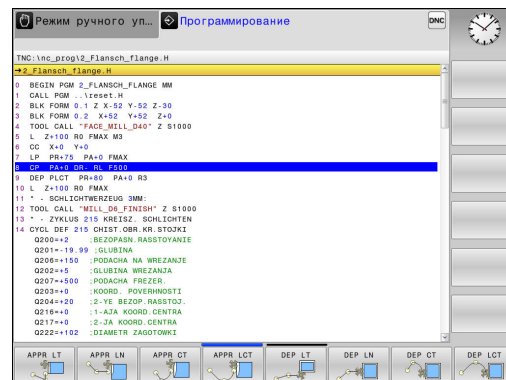 Режим ручного уп… Программирование DNC
TNC:\nc_prog\2_Flansch_flange.H
→2_Flansch_flange.H
0 BEGIN PGM 2_FLANSCH_FLANGE MM
1 CALL PGM ..\reset.H
2 BLK FORM 0.1 Z X-52 Y-52 Z-30
3 BLK FORM 0.2 X+52 Y+52 Z+0
4 TOOL CALL "FACE_MILL_D40" Z S1000
5 L Z+100 R0 FMAX M3
6 CC X+0 Y+0
7 LP PR+75 PA+0 FMAX
8 CP PA+0 DR- RL F500
9 DEP PLCT PR+80 PA+0 R3
10 L Z+100 R0 FMAX
11 * - SCHLICHTWERZEUG 3MM:
12 TOOL CALL "MILL_D6_FINISH" Z S1000
13 * - ZYKLUS 215 KREISZ. SCHLICHTEN
14 CYCL DEF 215 CHIST.OBR.KR.STOJKI
Q200=+2 ;BEZOPASN.RASSTOYANIE
Q201=-19.99 ;GLUBINA
Q206=+150 ;PODACHA NA WREZANJE
Q202=+5 ;GLUBINA WREZANJA
Q207=+500 ;PODACHA FREZER.
Q203=+0 ;KOORD. POVERHNOSTI
Q204=+20 ;2-YE BEZOP.RASSTOJ.
Q216=+0 ;1-AJA KOORD.CENTRA
Q217=+0 ;2-JA KOORD.CENTRA
Q222=+102 ;DIAMETR ZAGOTOWKI
APPR LT APPR LN APPR CT APPR LCT DEP LT DEP LN DEP CT DEP LCT